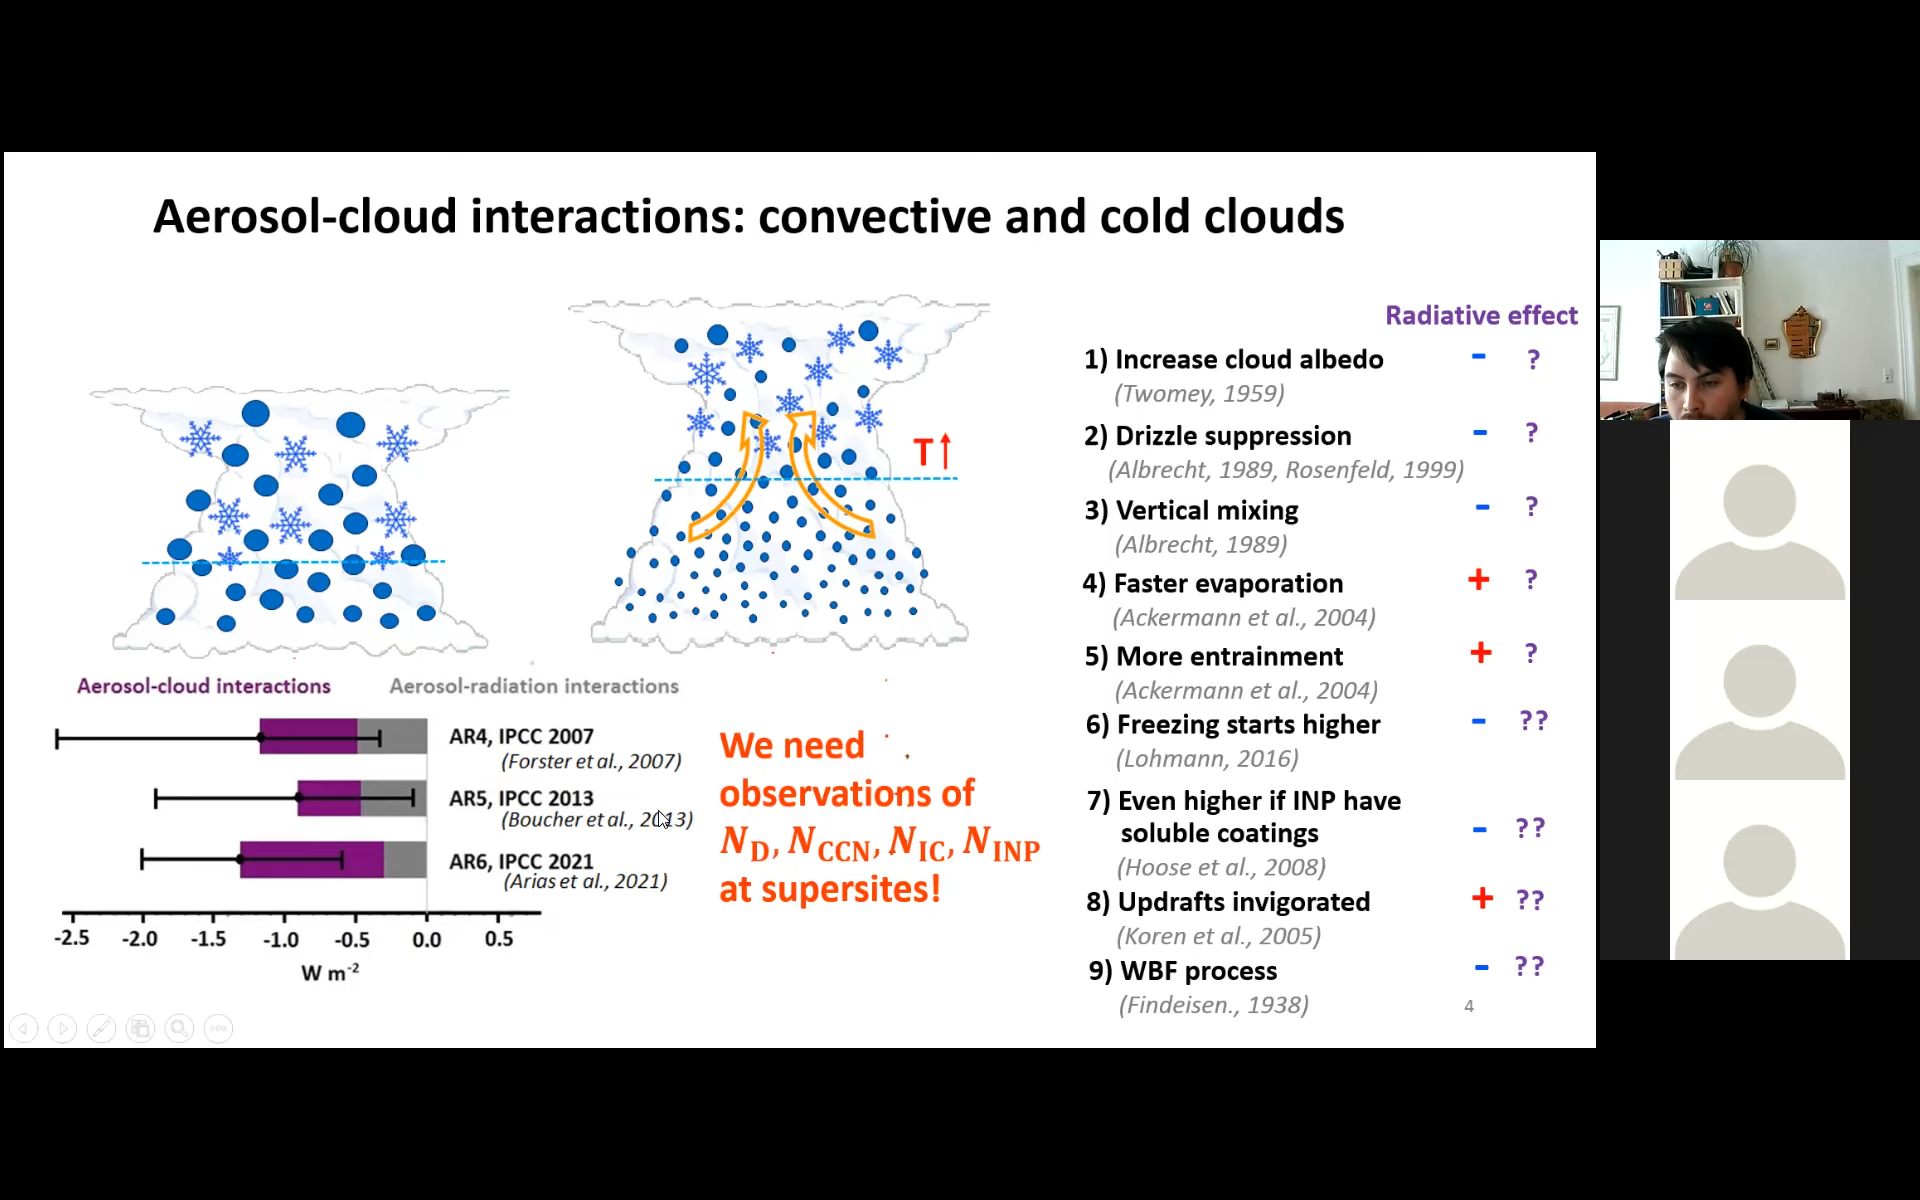 Aerosol-cloud interactions: convective and cold clouds
T↑
Radiative effect
1) Increase cloud albedo - ?
(Twomey, 1959)
2) Drizzle suppression - ?
(Albrecht, 1989, Rosenfeld, 1999)
3) Vertical mixing - ?
(Albrecht, 1989)
4) Faster evaporation + ?
(Ackermann et al., 2004)
5) More entrainment + ?
(Ackermann et al., 2004)
6) Freezing starts higher - ??
(Lohmann, 2016)
7) Even higher if INP have
soluble coatings - ??
(Hoose et al., 2008)
8) Updrafts invigorated + ??
(Koren et al., 2005)
9) WBF process - ??
(Findeisen., 1938)
Aerosol-cloud interactions Aerosol-radiation interactions
AR4, IPCC 2007
(Forster et al., 2007)
AR5, IPCC 2013
(Boucher et al., 2013)
AR6, IPCC 2021
(Arias et al., 2021)
-2.5 -2.0 -1.5 -1.0 -0.5 0.0 0.5
W m⁻²
We need
observations of
N_D, N_CCN, N_IC, N_INP
at supersites!
4